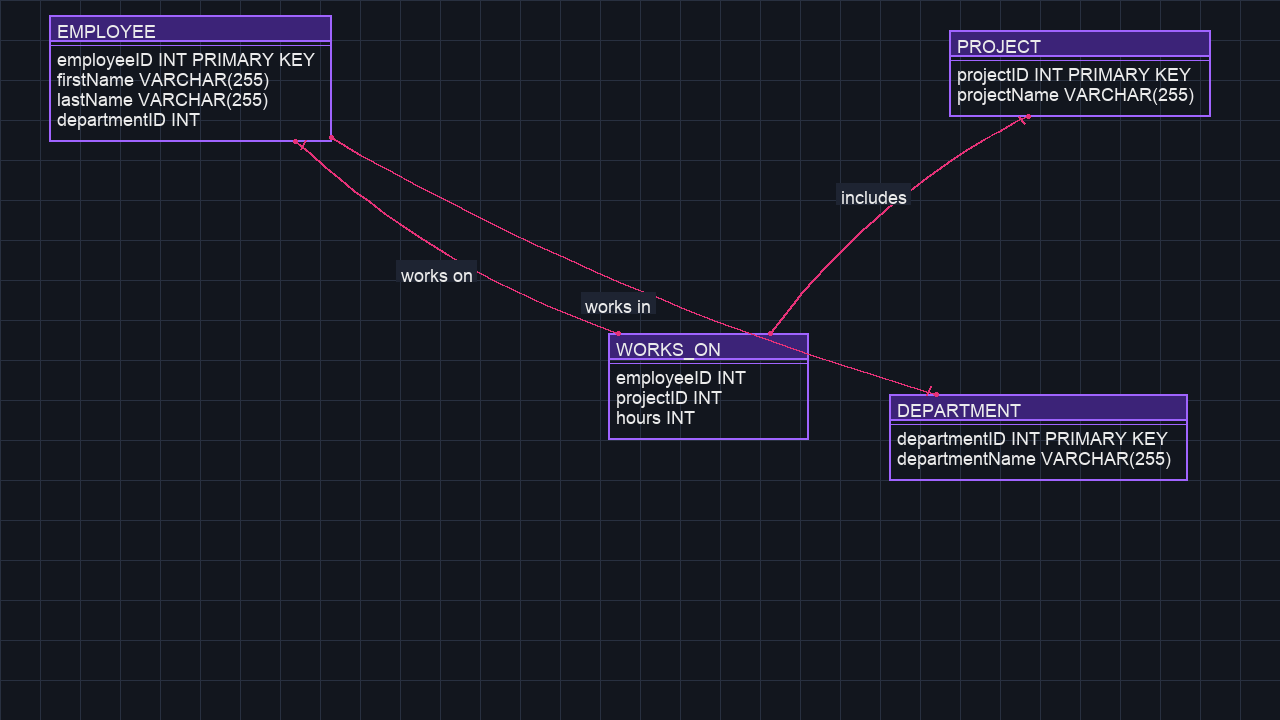 EMPLOYEE
employeeID INT PRIMARY KEY
firstName VARCHAR(255)
lastName VARCHAR(255)
departmentID INT
PROJECT
projectID INT PRIMARY KEY
projectName VARCHAR(255)
includes
works on
works in
WORKS_ON
employeeID INT
projectID INT
hours INT
DEPARTMENT
departmentID INT PRIMARY KEY
departmentName VARCHAR(255)